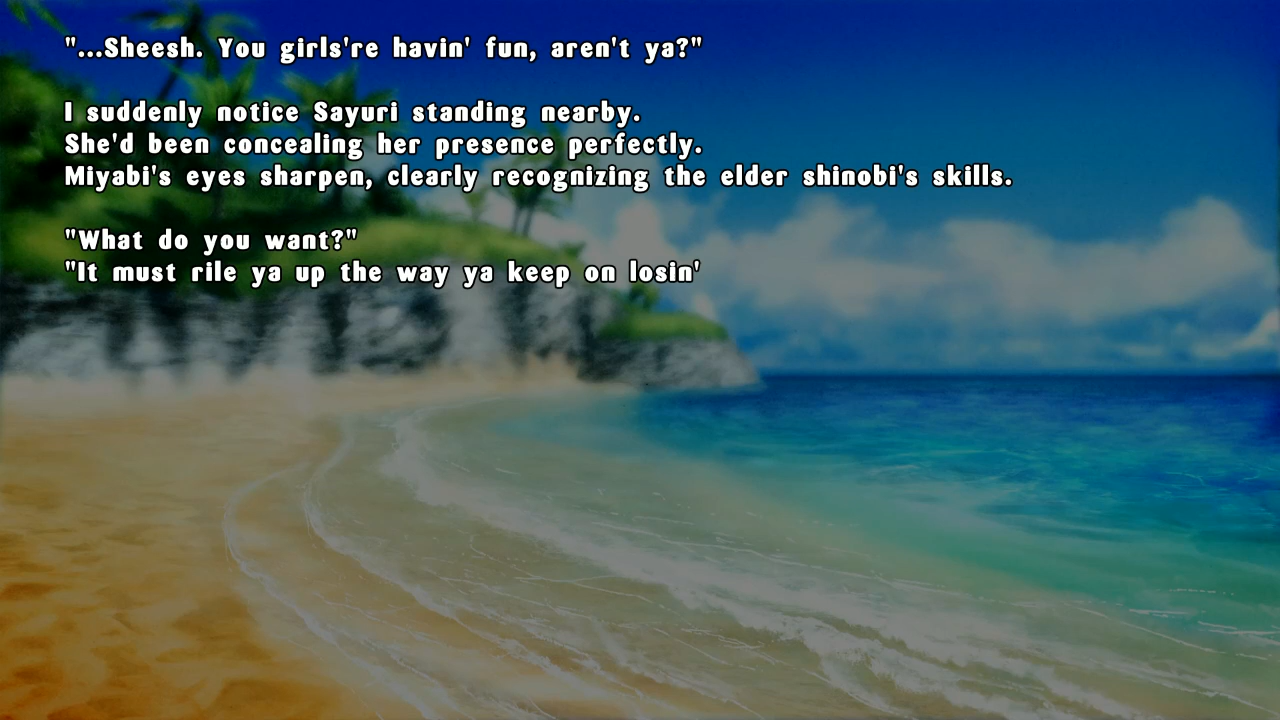 "...Sheesh. You girls're havin' fun, aren't ya?"
I suddenly notice Sayuri standing nearby.
She'd been concealing her presence perfectly.
Miyabi's eyes sharpen, clearly recognizing the elder shinobi's skills.
"What do you want?"
"It must rile ya up the way ya keep on losin'